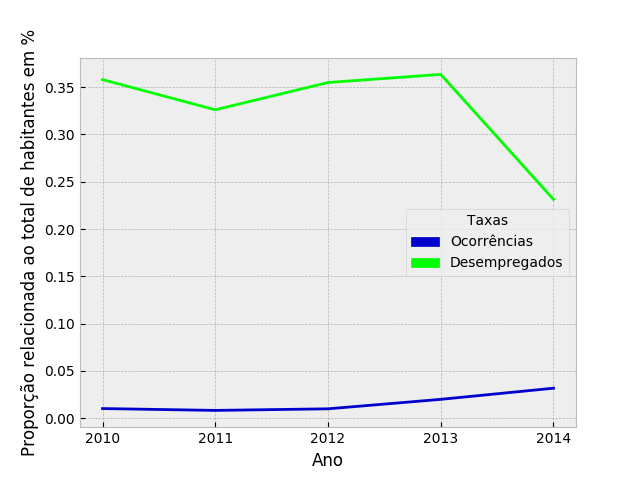 Proporção relacionada ao total de habitantes em %
0.35
0.30
0.25
0.20
0.15
0.10
0.05
0.00
Taxas
Ocorrências
Desempregados
2010 2011 2012 2013 2014
Ano